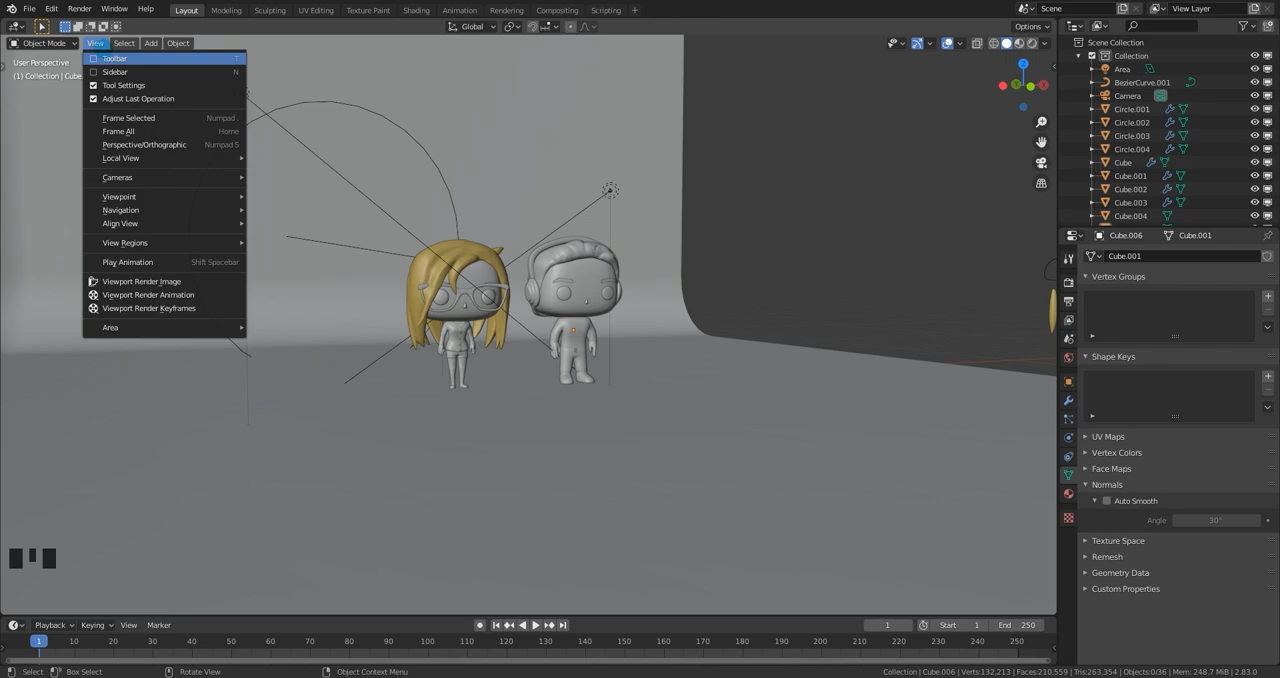 File Edit Render Window Help Layout Modeling Sculpting UV Editing Texture Paint Shading Animation Compositing Rendering Compositing Scripting + Scene View Layer
Global Options
Object Mode View Select Add Object
User Perspective
(1) Collection | Cube
Toolbar T
Sidebar N
Tool Settings
Adjust Last Operation
Frame Selected Numpad .
Frame All Home
Perspective/Orthographic Numpad 5
Local View
Cameras
Viewpoint
Navigation
Align View
View Regions
Play Animation Shift Spacebar
Viewport Render Image
Viewport Render Animation
Viewport Render Keyframes
Area
Z
Y
Scene Collection
Collection
Area
BezierCurve.001
Camera
Circle.001
Circle.002
Circle.003
Circle.004
Cube
Cube.001
Cube.002
Cube.003
Cube.004
Cube.006 Cube.001
Cube.001
Vertex Groups
Shape Keys
UV Maps
Vertex Colors
Face Maps
Normals
Auto Smooth
Angle 30°
Texture Space
Remesh
Geometry Data
Custom Properties
Playback Keying View Marker 1 Start 1 End 250
1 10 20 30 40 50 60 70 80 90 100 110 120 130 140 150 160 170 180 190 200 210 220 230 240 250
Select Box Select Rotate View Object Context Menu Collection | Cube.006 | Verts:132,213 | Faces:210,559 | Tris:263,354 | Objects:0/36 | Mem: 248.7 MiB | 2.83.0